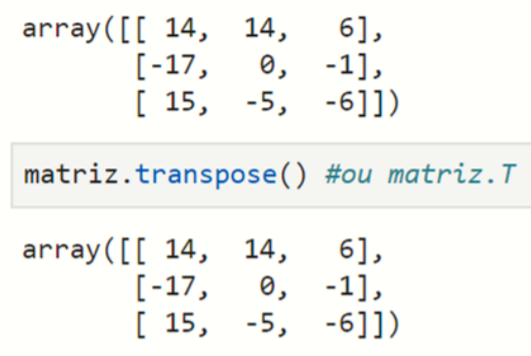 array([[ 14,  14,   6],
       [-17,   0,  -1],
       [ 15,  -5,  -6]])
matriz.transpose() #ou matriz.T
array([[ 14,  14,   6],
       [-17,   0,  -1],
       [ 15,  -5,  -6]])